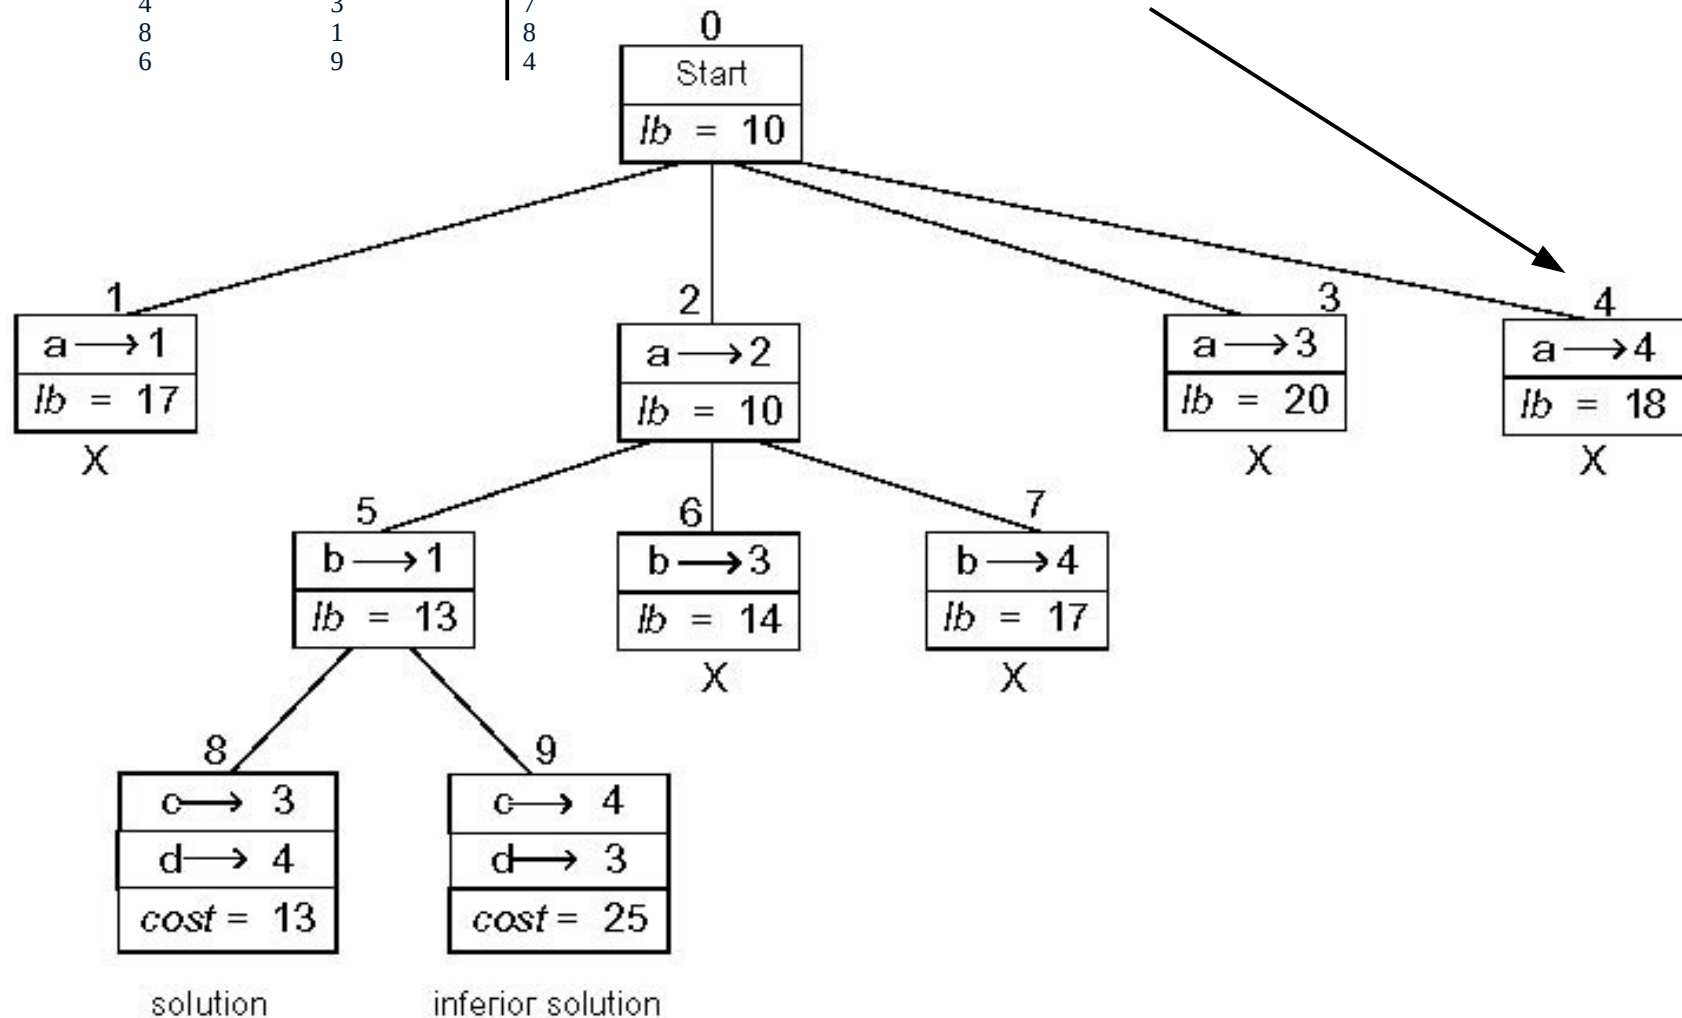 4 3 7
8 1 8
6 9 4
0
Start
lb = 10
1
a → 1
lb = 17
X
2
a → 2
lb = 10
3
a → 3
lb = 20
X
4
a → 4
lb = 18
X
5
b → 1
lb = 13
6
b → 3
lb = 14
X
7
b → 4
lb = 17
X
8
c → 3
d → 4
cost = 13
solution
9
c → 4
d → 3
cost = 25
inferior solution